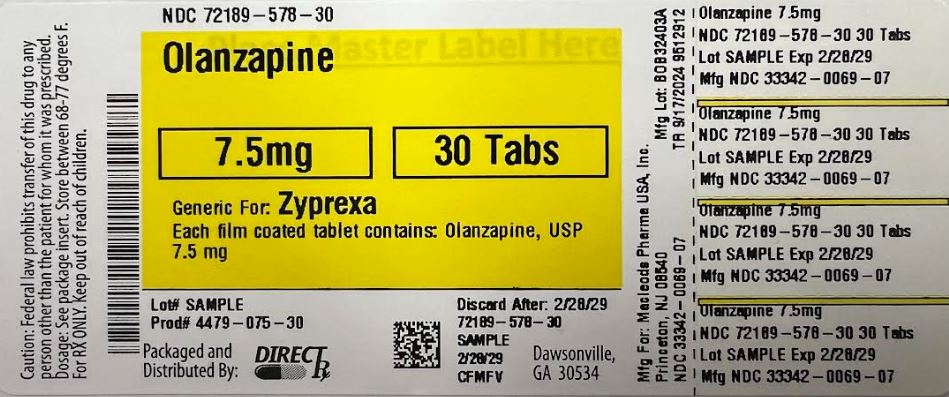 Caution: Federal law prohibits transfer of this drug to any
person other than the patient for whom it was prescribed.
Dosage: See package insert. Store between 68-77 degrees F.
For RX ONLY. Keep out of reach of children.
NDC 72189-578-30
Place Master Label Here
Olanzapine
7.5mg
30 Tabs
Generic For: Zyprexa
Each film coated tablet contains: Olanzapine, USP
7.5 mg
Lot# SAMPLE
Prod# 4479-075-30
Packaged and
Distributed By:
DIRECT Rx
Discard After: 2/28/29
72189-578-30
SAMPLE
2/28/29
CFMFV
Dawsonville,
GA 30534
Mfg For: Macleods Pharma USA, Inc.
Princeton, NJ 08540
NDC 33342-0069-07
Mfg Lot: BOB32403A
TR 9/17/2024 9512912
Olanzapine 7.5mg
NDC 72189-578-30 30 Tabs
Lot SAMPLE Exp 2/28/29
Mfg NDC 33342-0069-07
Olanzapine 7.5mg
NDC 72189-578-30 30 Tabs
Lot SAMPLE Exp 2/28/29
Mfg NDC 33342-0069-07
Olanzapine 7.5mg
NDC 72189-578-30 30 Tabs
Lot SAMPLE Exp 2/28/29
Mfg NDC 33342-0069-07
Olanzapine 7.5mg
NDC 72189-578-30 30 Tabs
Lot SAMPLE Exp 2/28/29
Mfg NDC 33342-0069-07